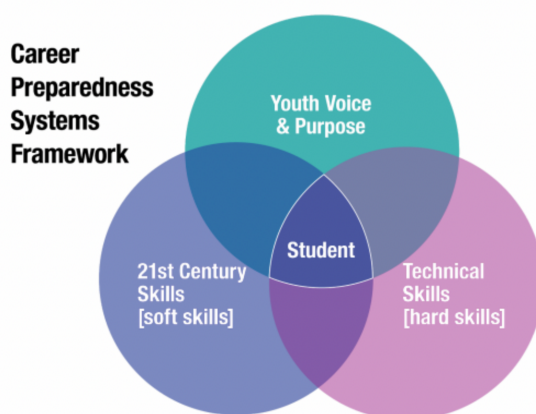 Career
Preparedness
Systems
Framework
Youth Voice
& Purpose
Student
21st Century
Skills
[soft skills]
Technical
Skills
[hard skills]